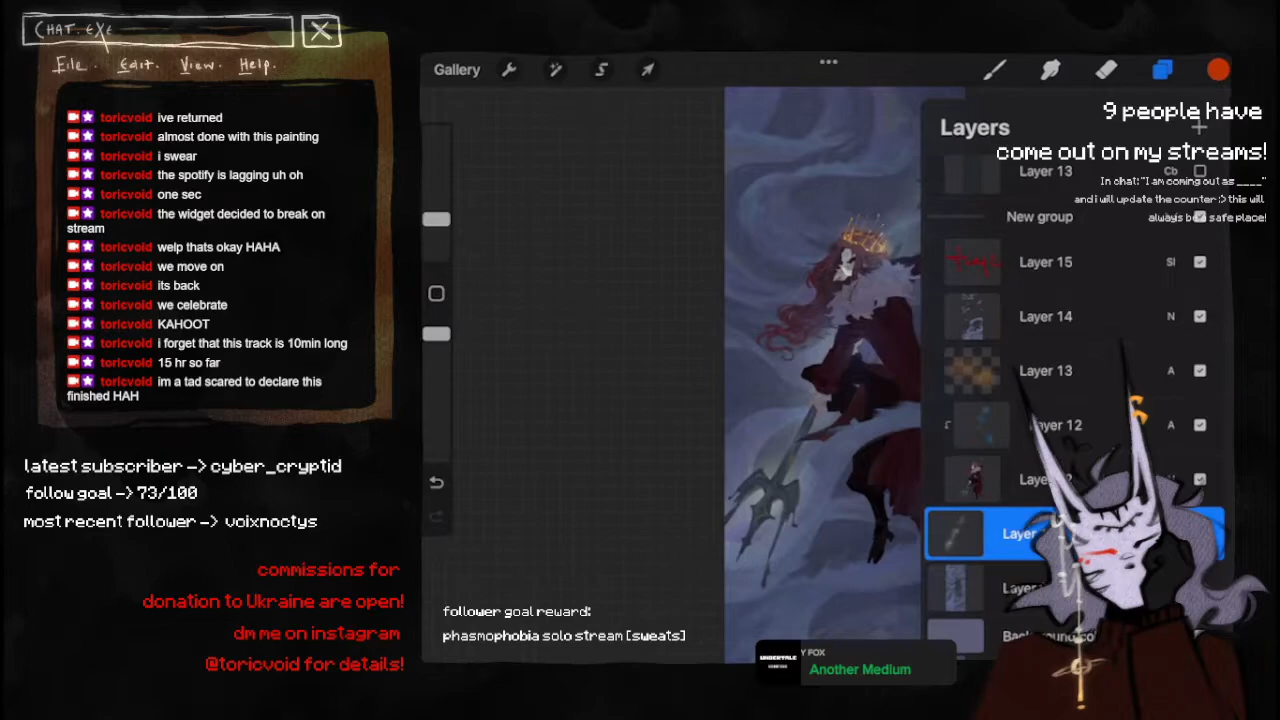 CHAT.EXE
File. Edit. View. Help.
toricvoid ive returned
toricvoid almost done with this painting
toricvoid i swear
toricvoid the spotify is lagging uh oh
toricvoid one sec
toricvoid the widget decided to break on
stream
toricvoid welp thats okay HAHA
toricvoid we move on
toricvoid its back
toricvoid we celebrate
toricvoid KAHOOT
toricvoid i forget that this track is 10min long
toricvoid 15 hr so far
toricvoid im a tad scared to declare this
finished HAH
latest subscriber -> cyber_cryptid
follow goal -> 73/100
most recent follower -> voixnoctys
commissions for
donation to Ukraine are open!
dm me on instagram
@toricvoid for details!
Gallery
follower goal reward:
phasmophobia solo stream [sweats]
Layers
9 people have
come out on my streams!
In chat: "I am coming out as ____"
and i will update the counter :> this will
always be a safe place!
Layer 13 Cb
New group
Layer 15 Sl
Layer 14 N
Layer 13 A
Layer 12 A
UNDERTALE
Y FOX
Another Medium